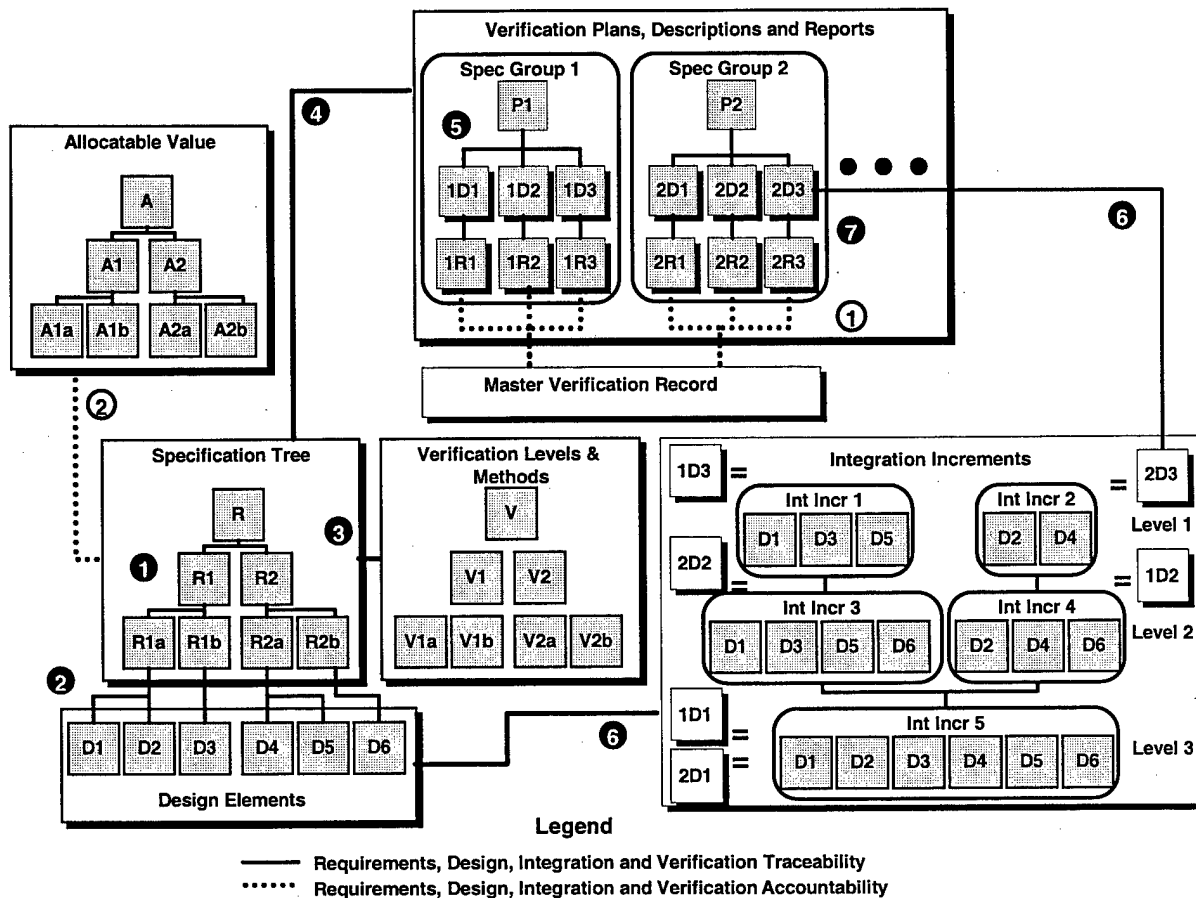 Verification Plans, Descriptions and Reports
Spec Group 1
Spec Group 2
P1
P2
4
5
1D1 1D2 1D3
2D1 2D2 2D3
6
7
1R1 1R2 1R3
2R1 2R2 2R3
1
Master Verification Record
Allocatable Value
A
A1 A2
A1a A1b A2a A2b
2
Specification Tree
R
1
R1 R2
R1a R1b R2a R2b
3
Verification Levels &
Methods
V
V1 V2
V1a V1b V2a V2b
2
D1 D2 D3 D4 D5 D6
Design Elements
6
Integration Increments
1D3 =
Int Incr 1
D1 D3 D5
Int Incr 2
D2 D4
= 2D3
Level 1
2D2 =
Int Incr 3
D1 D3 D5 D6
Int Incr 4
D2 D4 D6
= 1D2
Level 2
1D1 =
2D1 =
Int Incr 5
D1 D2 D3 D4 D5 D6
Level 3
Legend
Requirements, Design, Integration and Verification Traceability
Requirements, Design, Integration and Verification Accountability